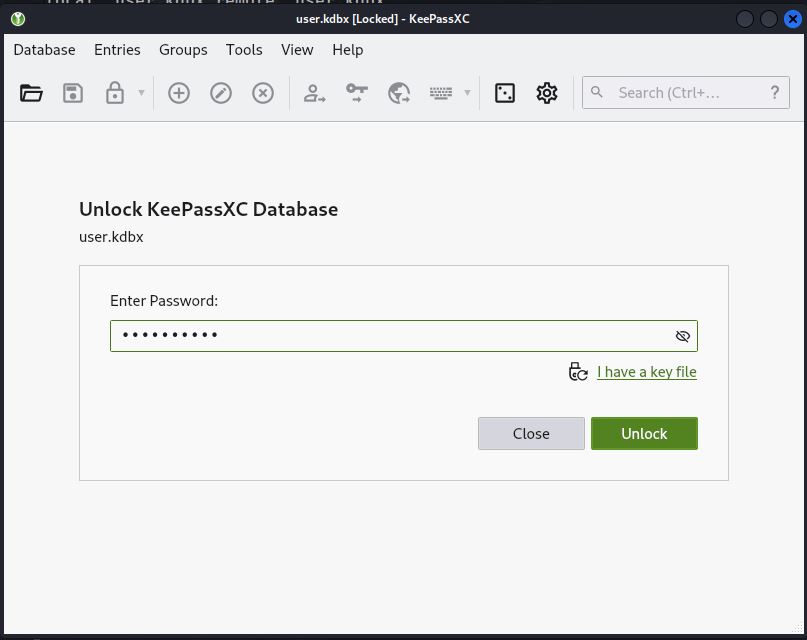 user.kdbx [Locked] - KeePassXC
Database Entries Groups Tools View Help
Search (Ctrl+... ?
Unlock KeePassXC Database
user.kdbx
Enter Password:
••••••••••
I have a key file
Close Unlock